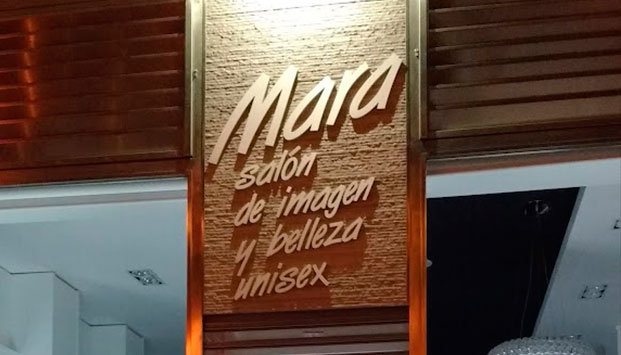 Mara
salón
de imagen
y belleza
unisex